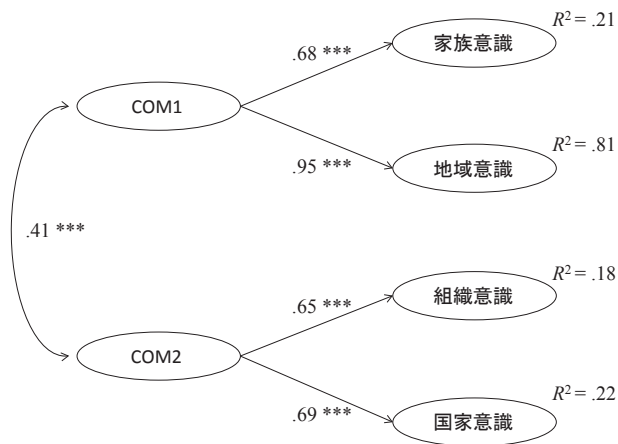 R² = .21
家族意識
.68 ***
COM1
R² = .81
.95 ***
地域意識
.41 ***
R² = .18
組織意識
.65 ***
COM2
R² = .22
.69 ***
国家意識